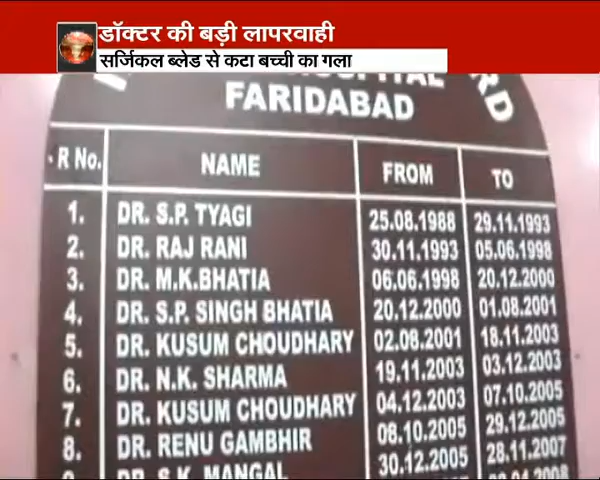 डॉक्टर की बड़ी लापरवाही
सर्जिकल ब्लेड से कटा बच्ची का गला
FARIDABAD
R No. NAME FROM TO
1. DR. S.P. TYAGI 25.08.1988 29.11.1993
2. DR. RAJ RANI 30.11.1993 05.06.1998
3. DR. M.K.BHATIA 06.06.1998 20.12.2000
4. DR. S.P. SINGH BHATIA 20.12.2000 01.08.2001
5. DR. KUSUM CHOUDHARY 02.08.2001 18.11.2003
6. DR. N.K. SHARMA 19.11.2003 03.12.2003
7. DR. KUSUM CHOUDHARY 04.12.2003 07.10.2005
8. DR. RENU GAMBHIR 08.10.2005 29.12.2005
9. DR. S.K. MANGAL 30.12.2005 28.11.2007